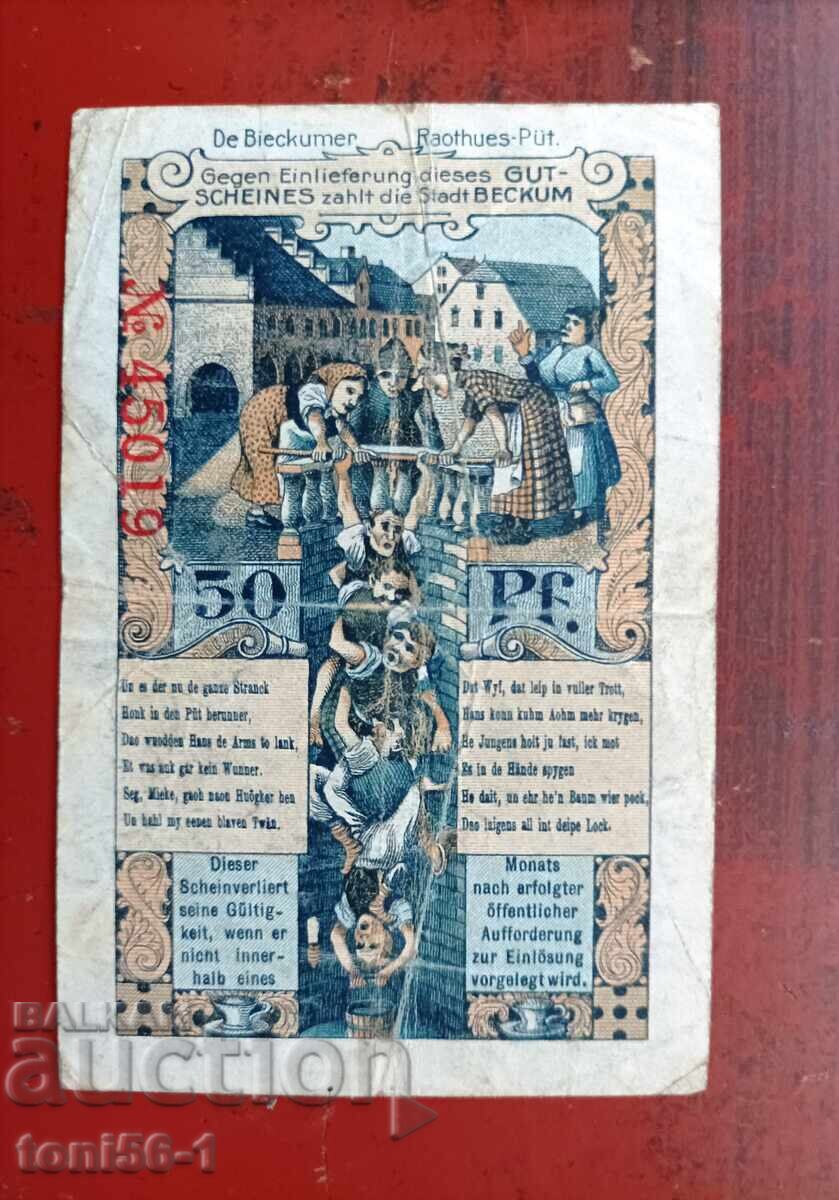 De Bieckumer Raothues-Püt.
Gegen Einlieferung dieses GUT-
SCHEINES zahlt die Stadt BECKUM
№ 45019
50 Pf.
Un es der nu de ganze Stranck
Honk in den Püt herunner,
Dao wuodden Hans de Arms to lank,
Et was auk gar kein Wunner.
Seg, Mieke, gaoh naon Huögker hen
Un hahl my eenen blaven Twän.
Dat Wyf, dat leip in vuller Trott,
Hans konn kuhm Aohm mehr krygen,
He Jungens holt ju fast, ick mot
Es in de Hände spygen
He dait, un ehr he'n Baum wier pock,
Dao laigens all int deipe Lock.
Dieser
Scheinverliert
seine Gültig-
keit, wenn er
nicht inner-
halb eines
Monats
nach erfolgter
öffentlicher
Aufforderung
zur Einlösung
vorgelegt wird.
BALKAN
auction
toni56-1